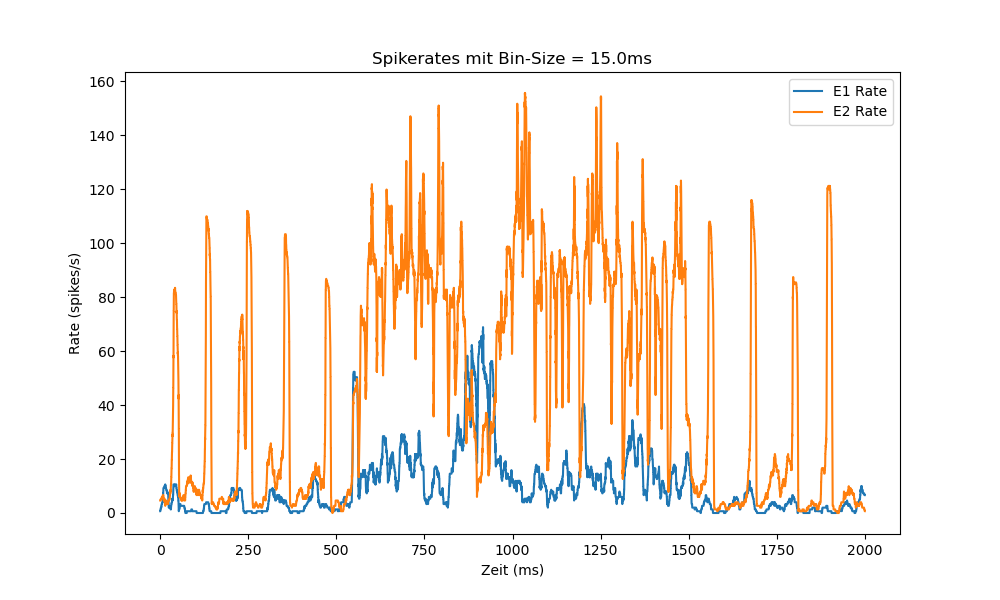 Spikerates mit Bin-Size = 15.0ms
E1 Rate
E2 Rate
Rate (spikes/s)
160
140
120
100
80
60
40
20
0
0 250 500 750 1000 1250 1500 1750 2000
Zeit (ms)